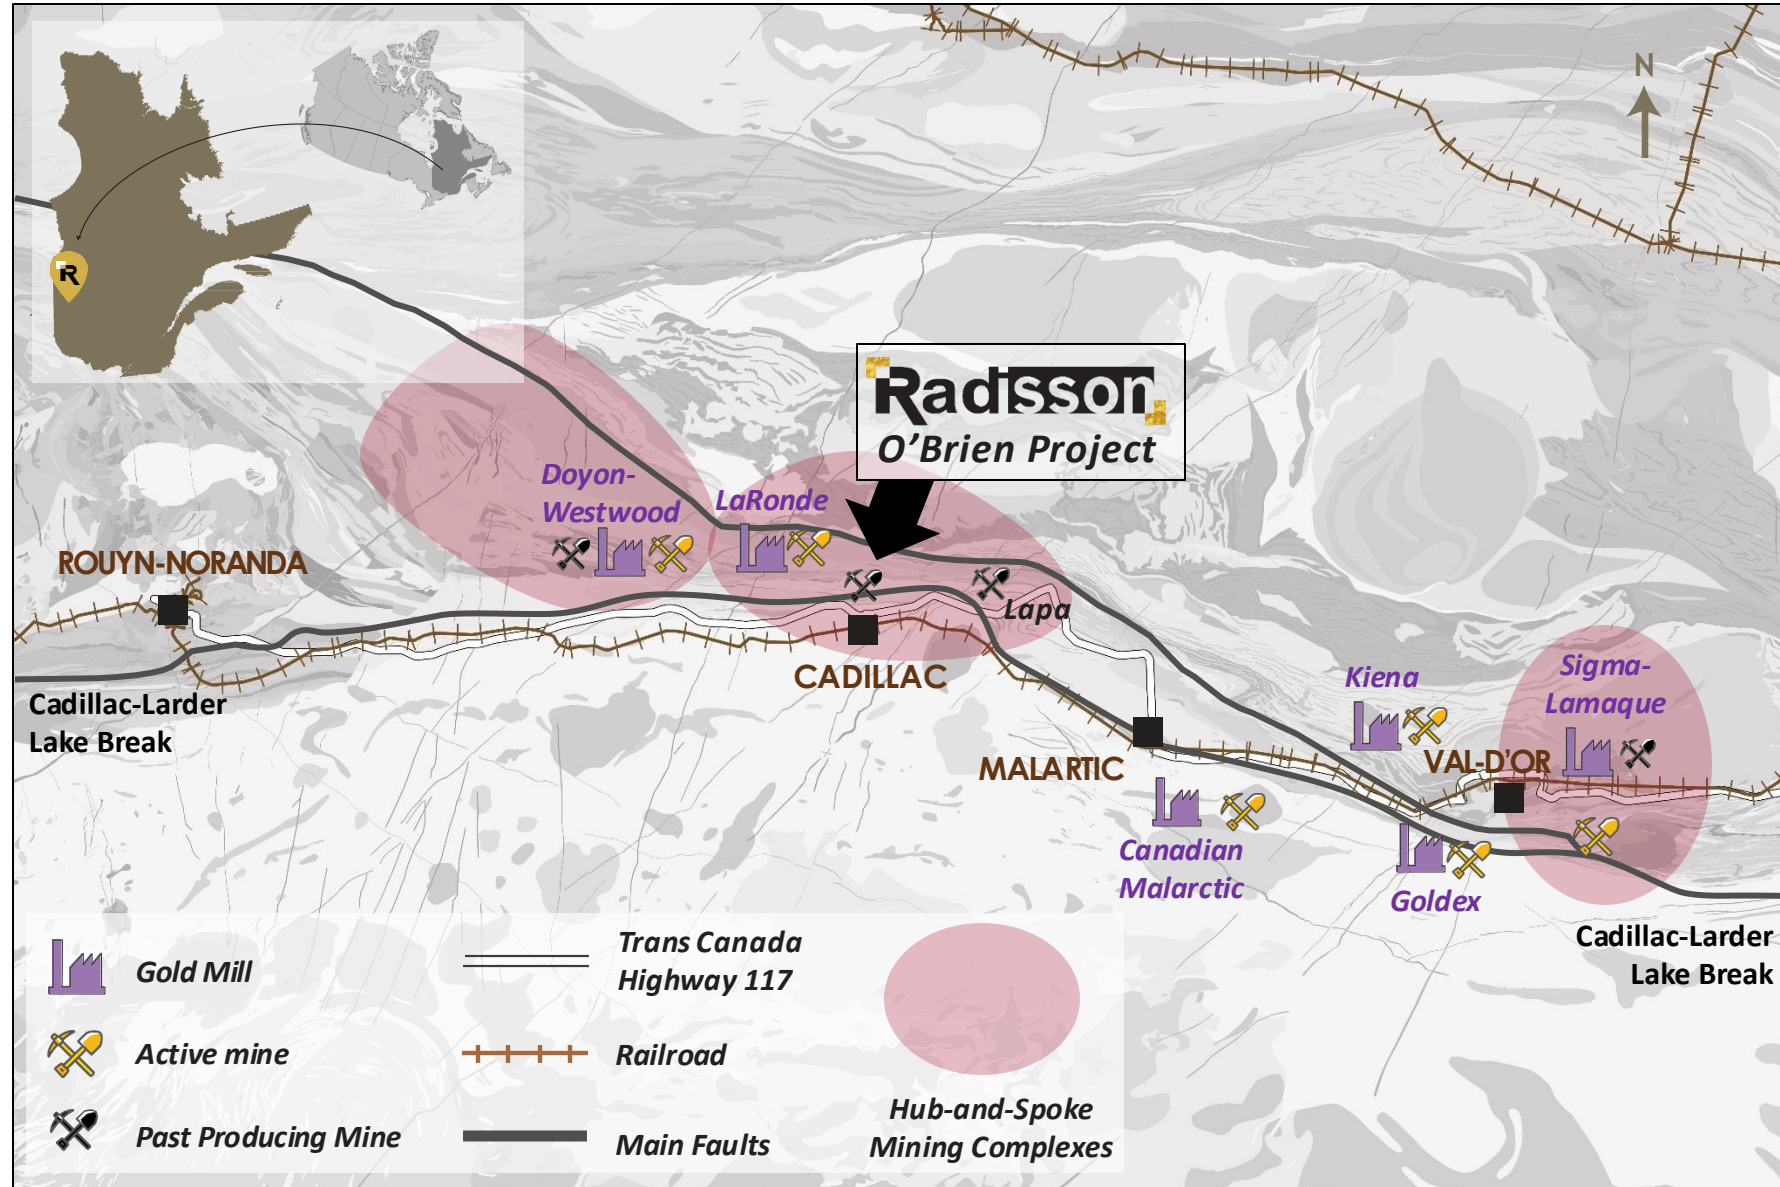 R
N
Radisson
O'Brien Project
Doyon-
Westwood
LaRonde
ROUYN-NORANDA
Lapa
CADILLAC
Cadillac-Larder
Lake Break
Kiena
Sigma-
Lamaque
MALARTIC
VAL-D'OR
Canadian
Malarctic
Goldex
Cadillac-Larder
Lake Break
Gold Mill
Active mine
Past Producing Mine
Trans Canada
Highway 117
Railroad
Main Faults
Hub-and-Spoke
Mining Complexes